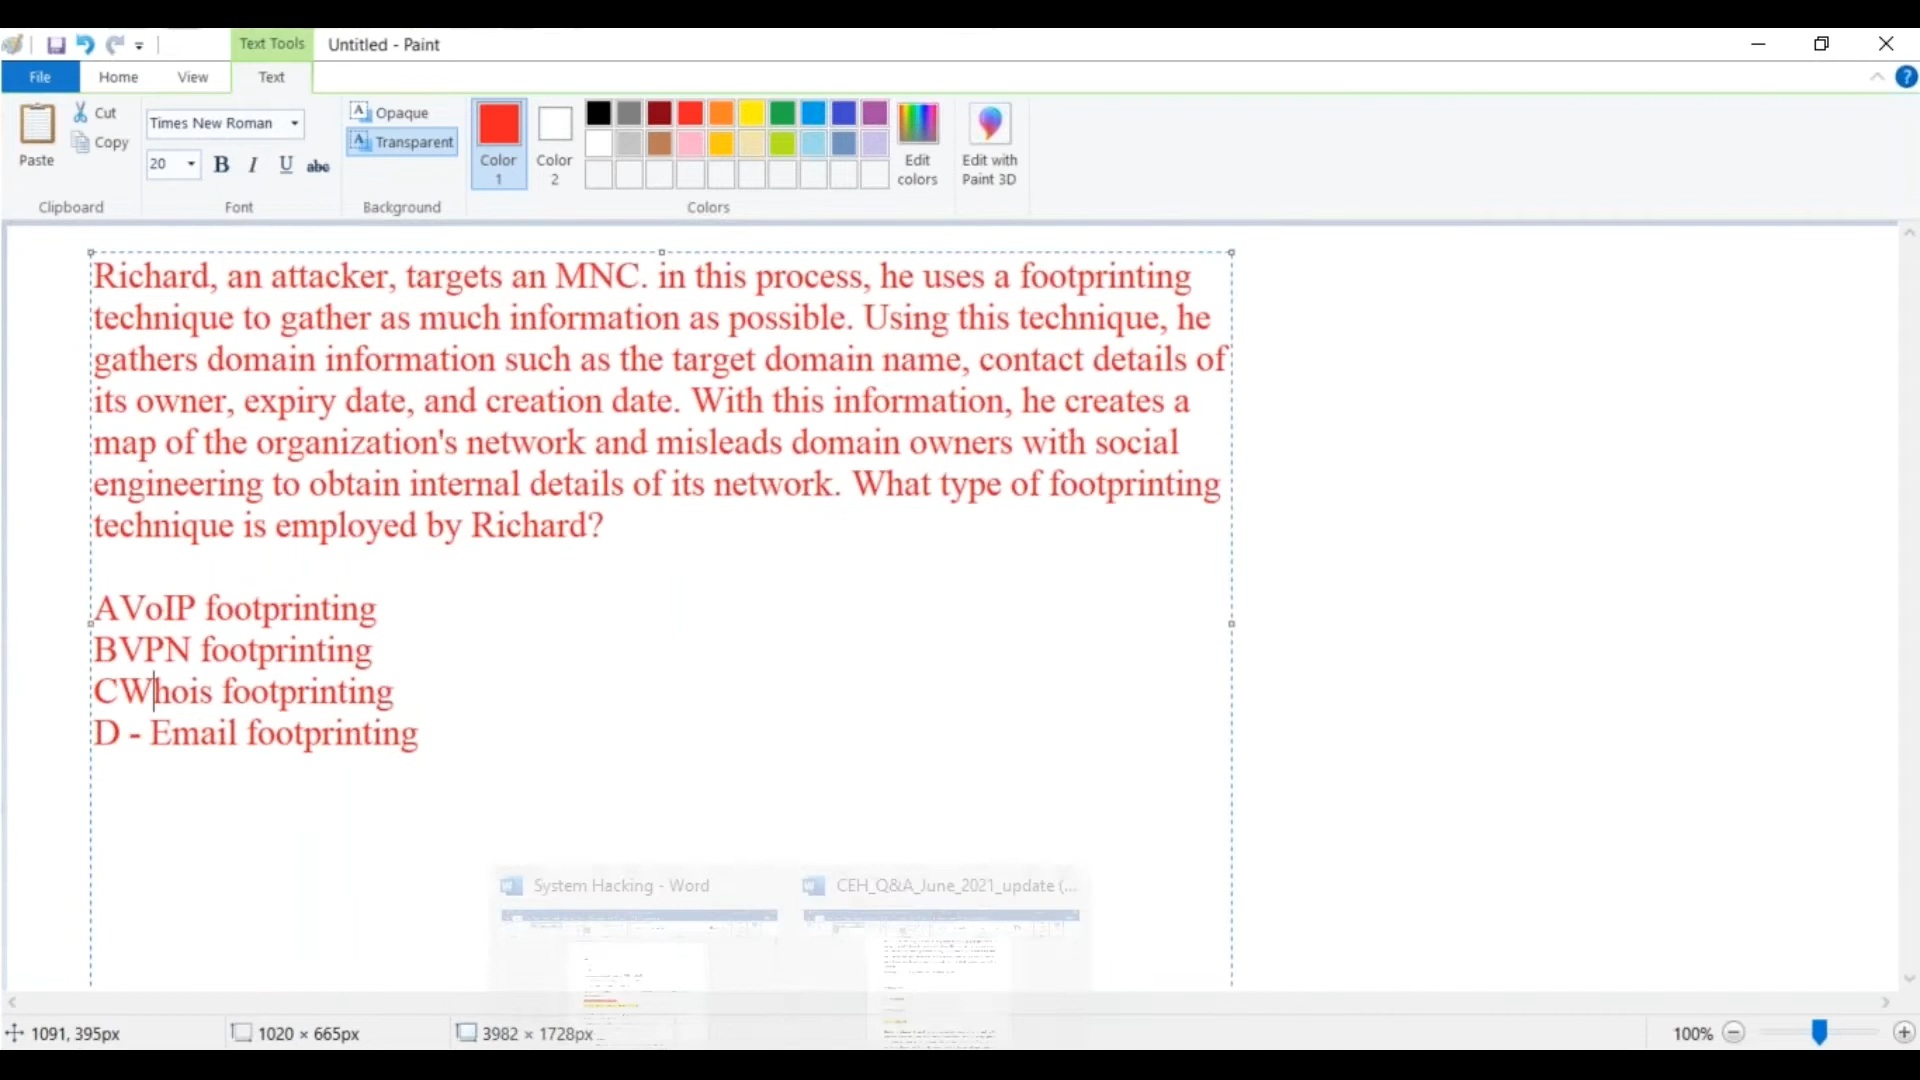 Text Tools
Untitled - Paint
File
Home
View
Text
Paste
Cut
Copy
Clipboard
Times New Roman
20
B I U abc
Font
Opaque
Transparent
Background
Color
1
Color
2
Colors
Edit
colors
Edit with
Paint 3D
?
Richard, an attacker, targets an MNC. in this process, he uses a footprinting
technique to gather as much information as possible. Using this technique, he
gathers domain information such as the target domain name, contact details of
its owner, expiry date, and creation date. With this information, he creates a
map of the organization's network and misleads domain owners with social
engineering to obtain internal details of its network. What type of footprinting
technique is employed by Richard?
AVoIP footprinting
BVPN footprinting
CWhois footprinting
D - Email footprinting
System Hacking - Word
CEH_Q&A_June_2021_update (...
1091, 395px
1020 × 665px
3982 × 1728px
100%